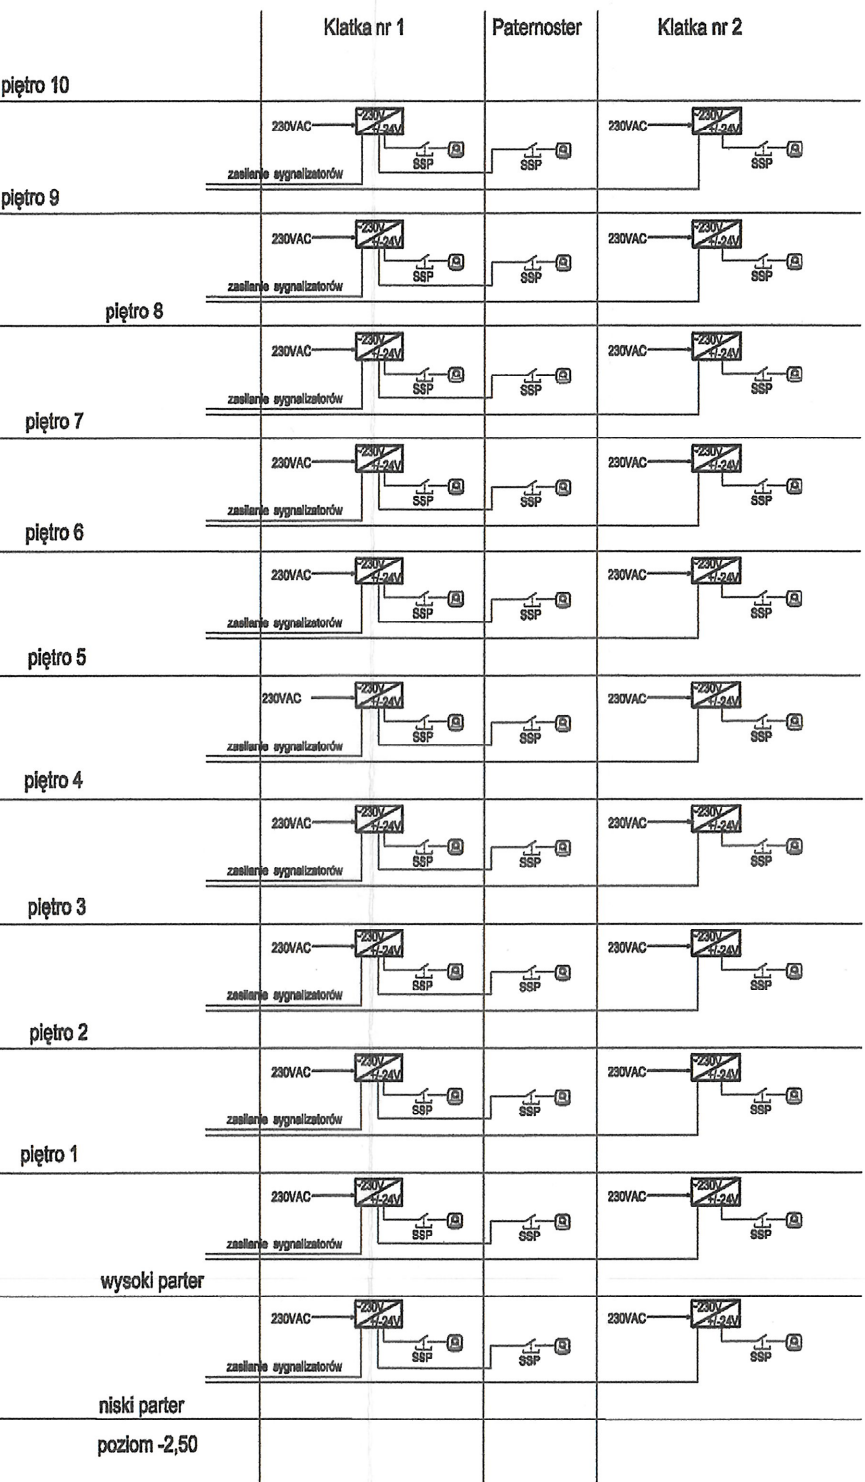 Klatka nr 1 Paternoster Klatka nr 2
piętro 10
~230V ~230V
230VAC +/-24V 230VAC +/-24V
SSP SSP SSP
zasilanie sygnalizatorów
piętro 9
~230V ~230V
230VAC +/-24V 230VAC +/-24V
SSP SSP SSP
zasilanie sygnalizatorów
piętro 8
~230V ~230V
230VAC +/-24V 230VAC +/-24V
SSP SSP SSP
zasilanie sygnalizatorów
piętro 7
~230V ~230V
230VAC +/-24V 230VAC +/-24V
SSP SSP SSP
zasilanie sygnalizatorów
piętro 6
~230V ~230V
230VAC +/-24V 230VAC +/-24V
SSP SSP SSP
zasilanie sygnalizatorów
piętro 5
~230V ~230V
230VAC +/-24V 230VAC +/-24V
SSP SSP SSP
zasilanie sygnalizatorów
piętro 4
~230V ~230V
230VAC +/-24V 230VAC +/-24V
SSP SSP SSP
zasilanie sygnalizatorów
piętro 3
~230V ~230V
230VAC +/-24V 230VAC +/-24V
SSP SSP SSP
zasilanie sygnalizatorów
piętro 2
~230V ~230V
230VAC +/-24V 230VAC +/-24V
SSP SSP SSP
zasilanie sygnalizatorów
piętro 1
~230V ~230V
230VAC +/-24V 230VAC +/-24V
SSP SSP SSP
zasilanie sygnalizatorów
wysoki parter
~230V ~230V
230VAC +/-24V 230VAC +/-24V
SSP SSP SSP
zasilanie sygnalizatorów
niski parter
poziom -2,50